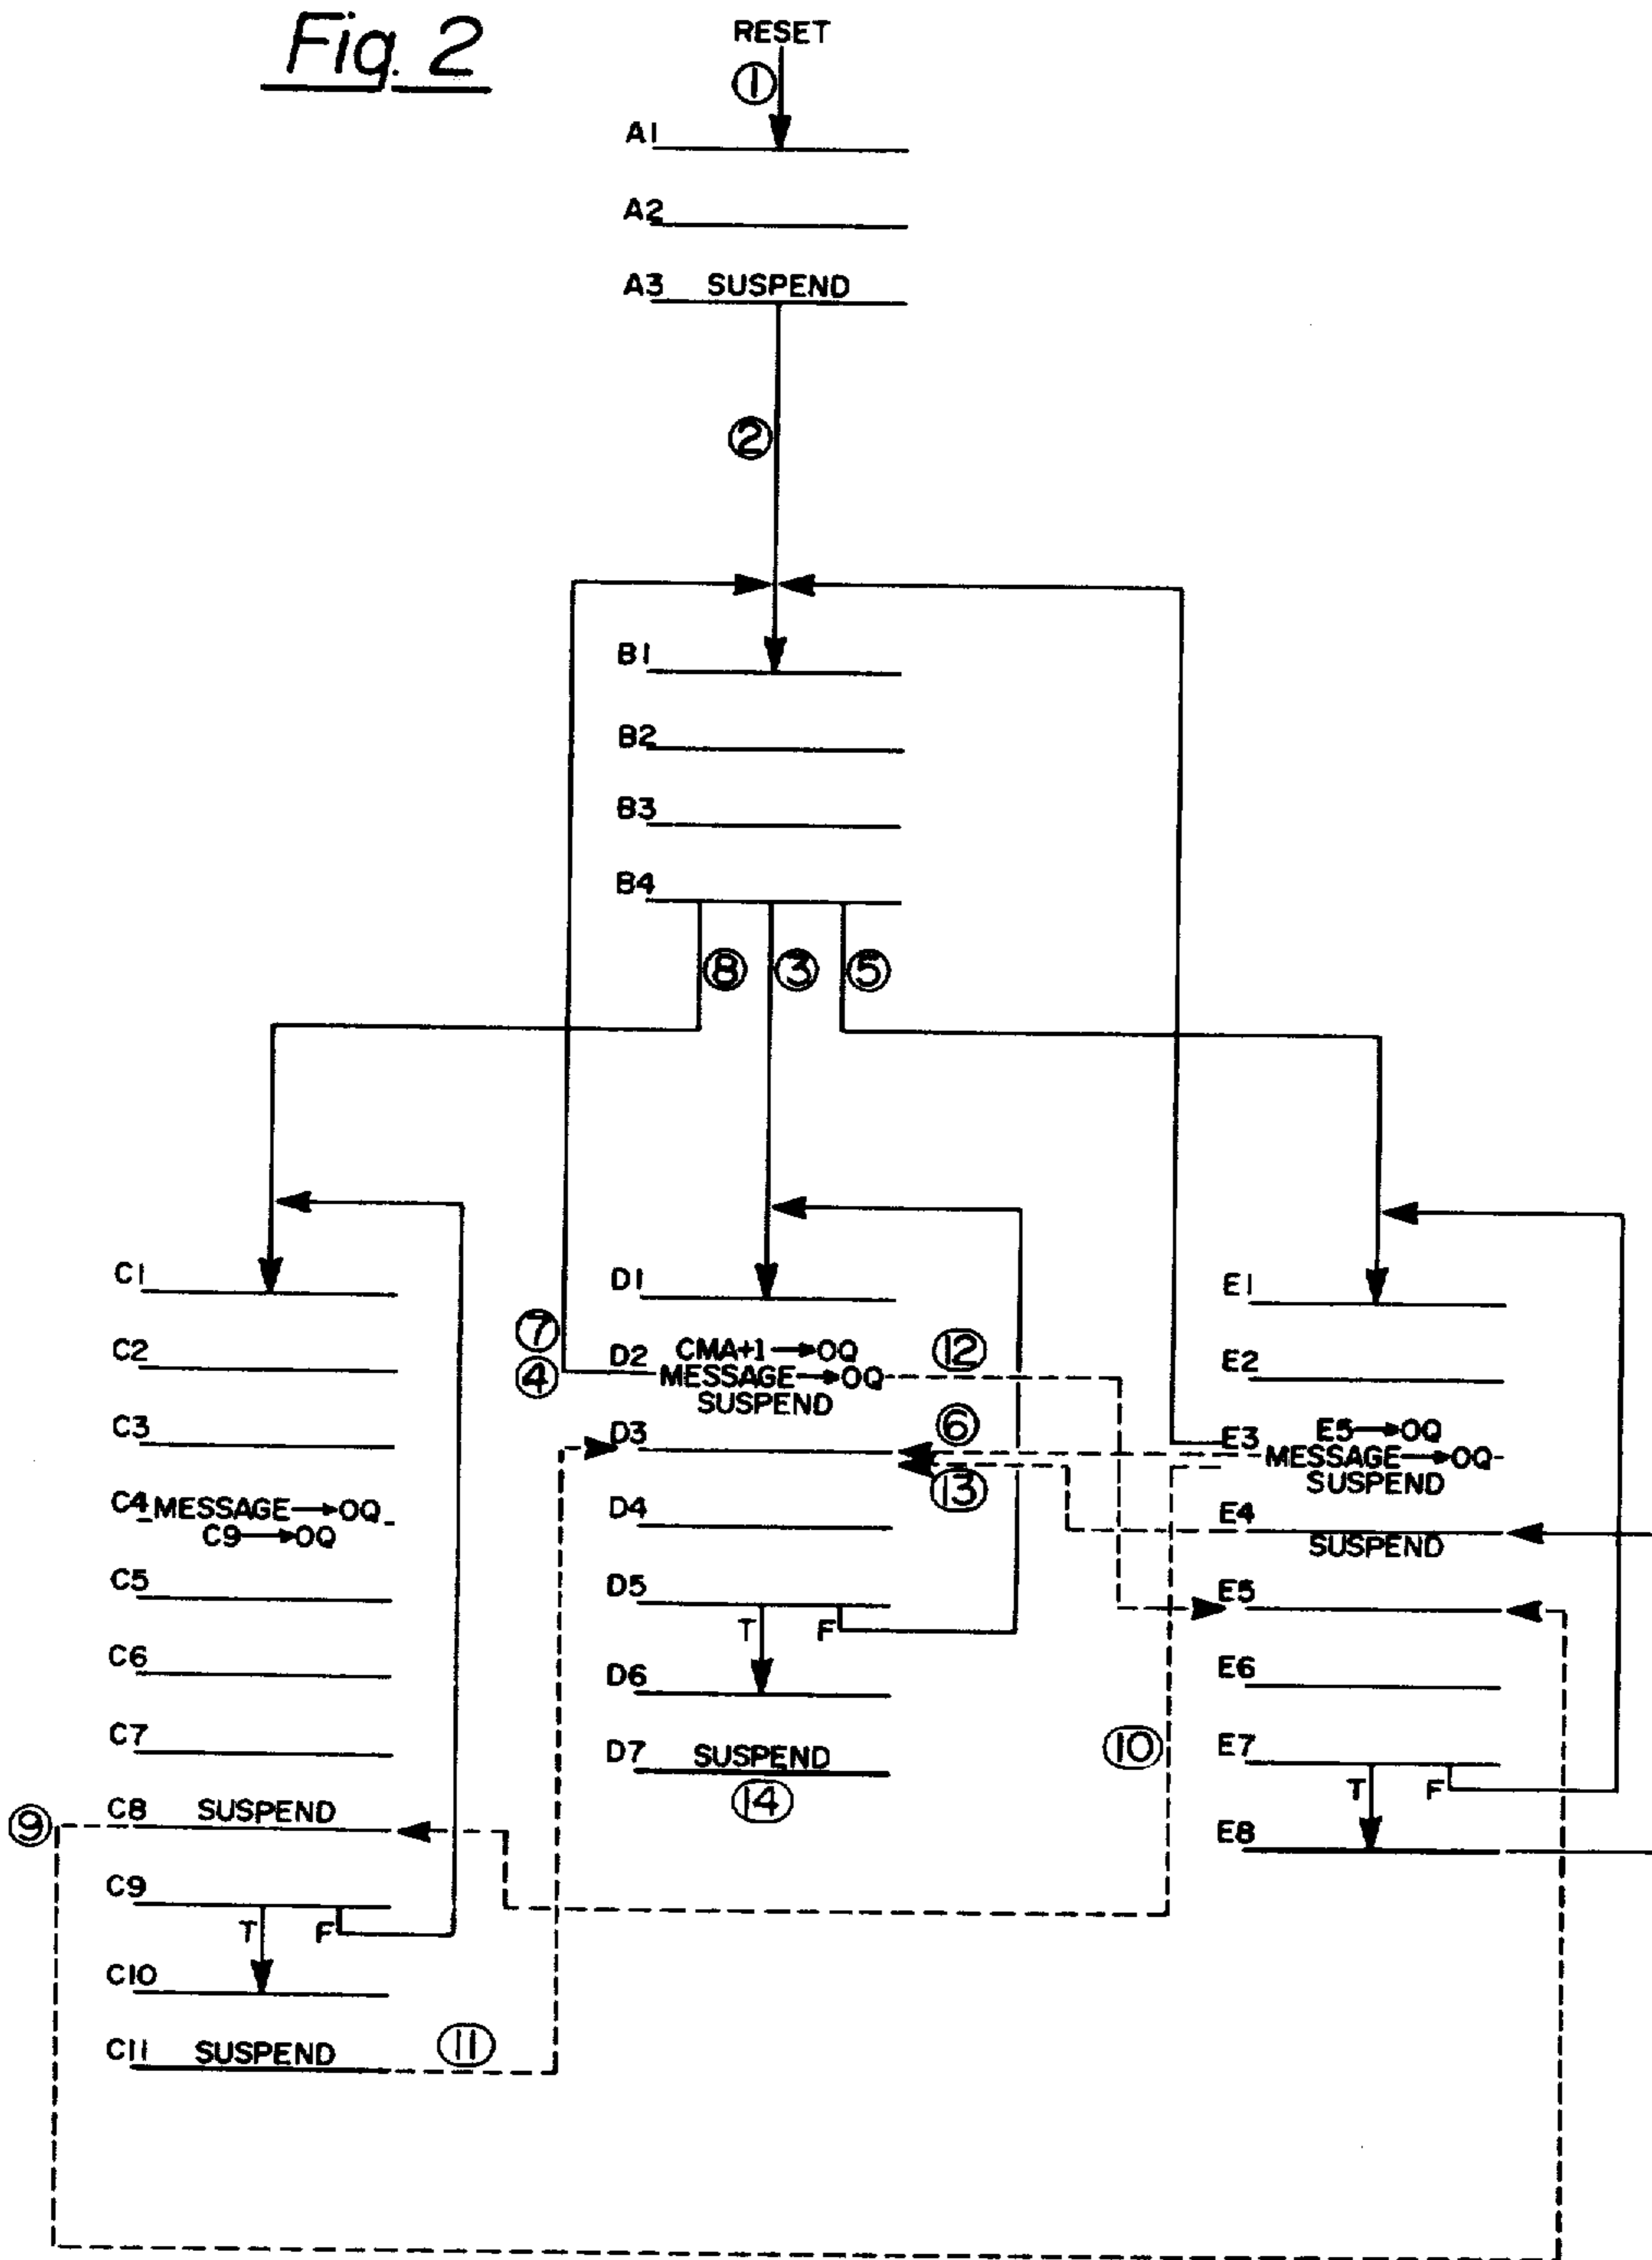 Fig. 2
RESET
①
A1
A2
A3 SUSPEND
②
B1
B2
B3
B4
⑧ ③ ⑤
C1
C2
C3
C4 MESSAGE→OQ
C9→OQ
C5
C6
C7
⑨ C8 SUSPEND
C9
T F
C10
C11 SUSPEND ⑪
D1
⑦
④
D2 CMA+1→OQ
MESSAGE→OQ
SUSPEND
⑫
D3 ⑥
⑬
D4
D5
T F
D6
D7 SUSPEND
⑭
⑩
E1
E2
E3 E5→OQ
MESSAGE→OQ
SUSPEND
E4
SUSPEND
E5
E6
E7
T F
E8